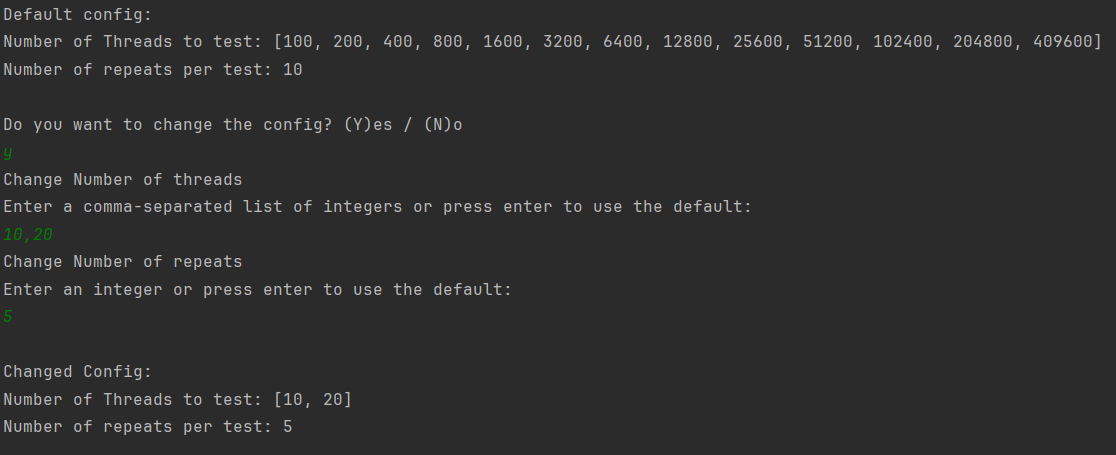 Default config:
Number of Threads to test: [100, 200, 400, 800, 1600, 3200, 6400, 12800, 25600, 51200, 102400, 204800, 409600]
Number of repeats per test: 10
Do you want to change the config? (Y)es / (N)o
y
Change Number of threads
Enter a comma-separated list of integers or press enter to use the default:
10,20
Change Number of repeats
Enter an integer or press enter to use the default:
5
Changed Config:
Number of Threads to test: [10, 20]
Number of repeats per test: 5